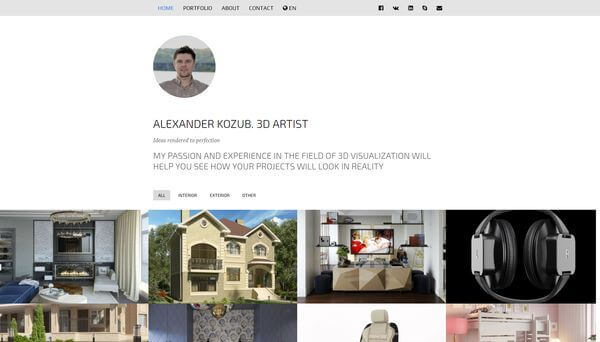 HOME PORTFOLIO ABOUT CONTACT EN
ALEXANDER KOZUB. 3D ARTIST
Ideas rendered to perfection
MY PASSION AND EXPERIENCE IN THE FIELD OF 3D VISUALIZATION WILL
HELP YOU SEE HOW YOUR PROJECTS WILL LOOK IN REALITY
ALL INTERIOR EXTERIOR OTHER